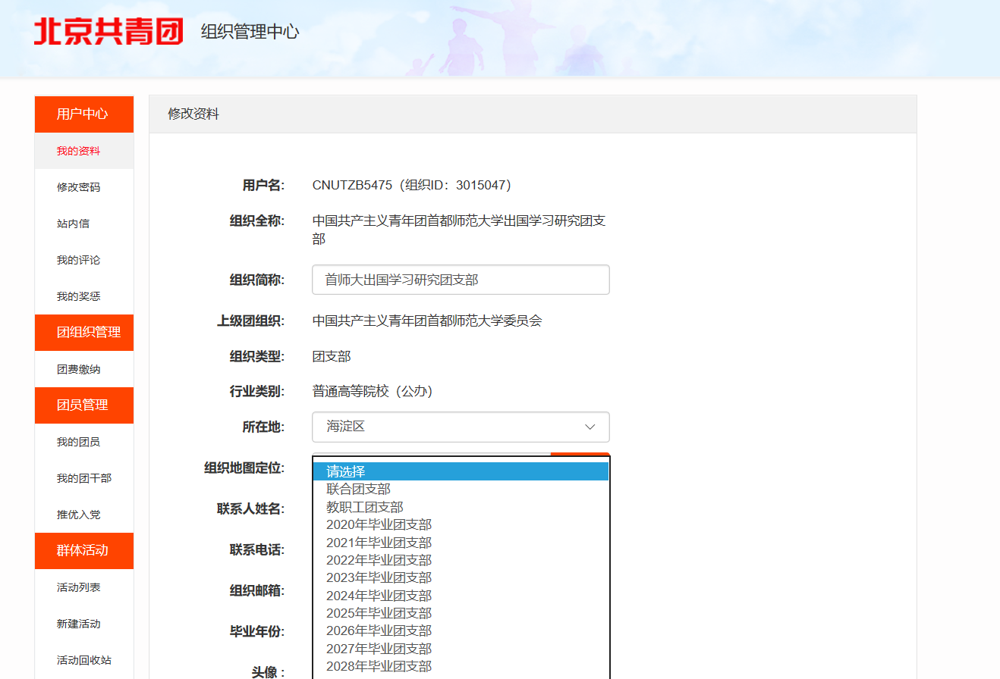 北京共青团 组织管理中心
用户中心
我的资料
修改密码
站内信
我的评论
我的奖惩
团组织管理
团费缴纳
团员管理
我的团员
我的团干部
推优入党
群体活动
活动列表
新建活动
活动回收站
修改资料
用户名: CNUTZB5475（组织ID：3015047）
组织全称: 中国共产主义青年团首都师范大学出国学习研究团支
部
组织简称: 首师大出国学习研究团支部
上级团组织: 中国共产主义青年团首都师范大学委员会
组织类型: 团支部
行业类别: 普通高等院校（公办）
所在地: 海淀区
组织地图定位:
联系人姓名:
联系电话:
组织邮箱:
毕业年份:
头像 :
请选择
联合团支部
教职工团支部
2020年毕业团支部
2021年毕业团支部
2022年毕业团支部
2023年毕业团支部
2024年毕业团支部
2025年毕业团支部
2026年毕业团支部
2027年毕业团支部
2028年毕业团支部